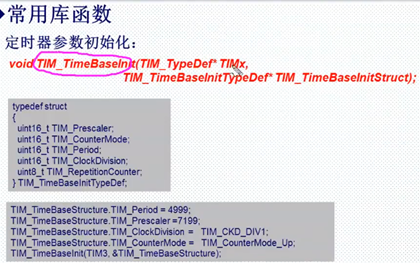 常用库函数
定时器参数初始化：
void TIM_TimeBaseInit(TIM_TypeDef* TIMx,
TIM_TimeBaseInitTypeDef* TIM_TimeBaseInitStruct);
typedef struct
{
uint16_t TIM_Prescaler;
uint16_t TIM_CounterMode;
uint16_t TIM_Period;
uint16_t TIM_ClockDivision;
uint8_t TIM_RepetitionCounter;
} TIM_TimeBaseInitTypeDef;
TIM_TimeBaseStructure.TIM_Period = 4999;
TIM_TimeBaseStructure.TIM_Prescaler =7199;
TIM_TimeBaseStructure.TIM_ClockDivision = TIM_CKD_DIV1;
TIM_TimeBaseStructure.TIM_CounterMode = TIM_CounterMode_Up;
TIM_TimeBaseInit(TIM3, &TIM_TimeBaseStructure);